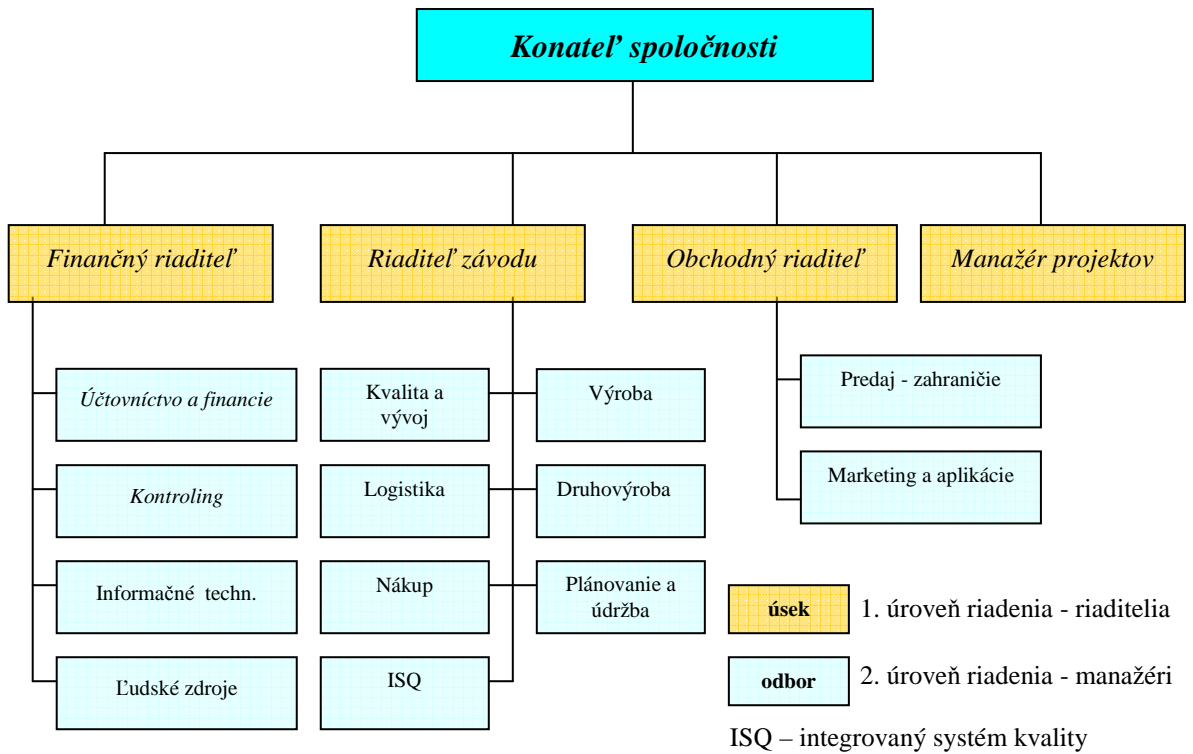 Konateľ spoločnosti
Finančný riaditeľ
Riaditeľ závodu
Obchodný riaditeľ
Manažér projektov
Účtovníctvo a financie
Kontroling
Informačné techn.
Ľudské zdroje
Kvalita a
vývoj
Logistika
Nákup
ISQ
Výroba
Druhovýroba
Plánovanie a
údržba
Predaj - zahraničie
Marketing a aplikácie
úsek
1. úroveň riadenia - riaditelia
odbor
2. úroveň riadenia - manažéri
ISQ – integrovaný systém kvality